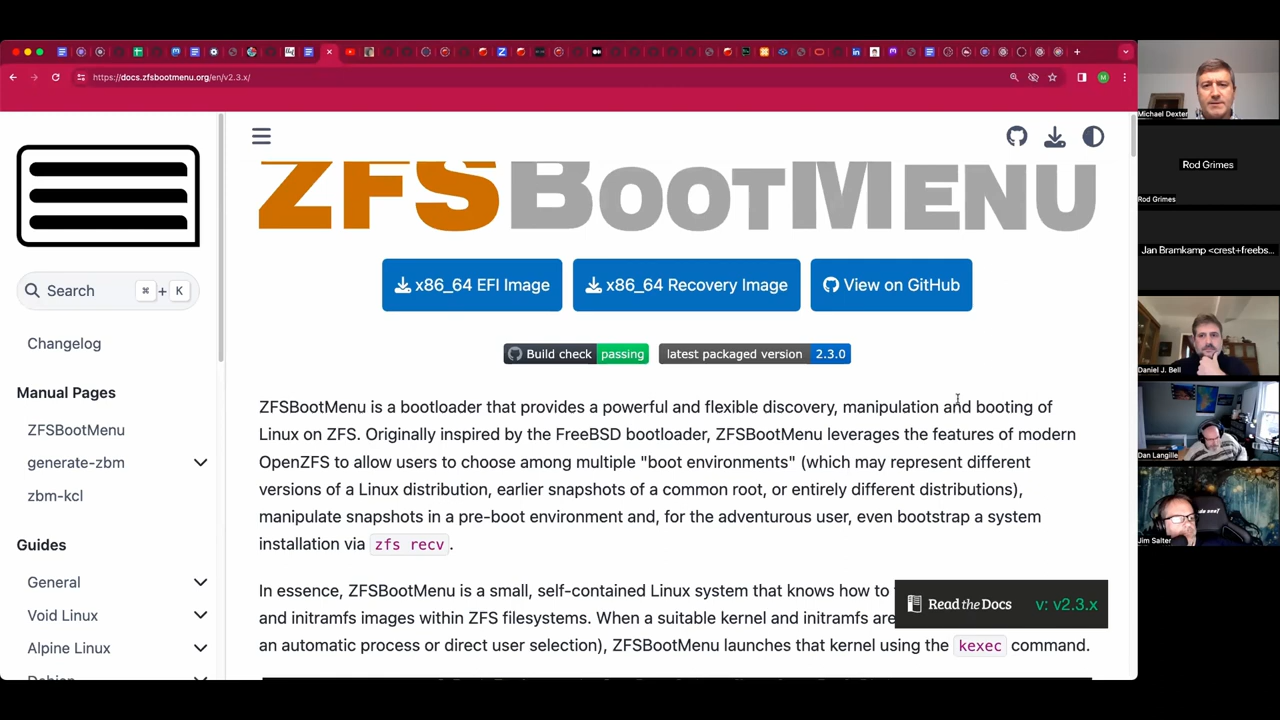 https://docs.zfsbootmenu.org/en/v2.3.x/
M
Search
⌘ + K
Changelog
Manual Pages
ZFSBootMenu
generate-zbm
zbm-kcl
Guides
General
Void Linux
Alpine Linux
Debian
ZFSBOOTMENU
x86_64 EFI Image
x86_64 Recovery Image
View on GitHub
Build check passing
latest packaged version 2.3.0
ZFSBootMenu is a bootloader that provides a powerful and flexible discovery, manipulation and booting of
Linux on ZFS. Originally inspired by the FreeBSD bootloader, ZFSBootMenu leverages the features of modern
OpenZFS to allow users to choose among multiple "boot environments" (which may represent different
versions of a Linux distribution, earlier snapshots of a common root, or entirely different distributions),
manipulate snapshots in a pre-boot environment and, for the adventurous user, even bootstrap a system
installation via zfs recv.
In essence, ZFSBootMenu is a small, self-contained Linux system that knows how to
and initramfs images within ZFS filesystems. When a suitable kernel and initramfs are
an automatic process or direct user selection), ZFSBootMenu launches that kernel using the kexec command.
Read the Docs v: v2.3.x
Michael Dexter
Rod Grimes
Rod Grimes
Jan Bramkamp <crest+freebs...
Daniel J. Bell
Dan Langille
Jim Salter